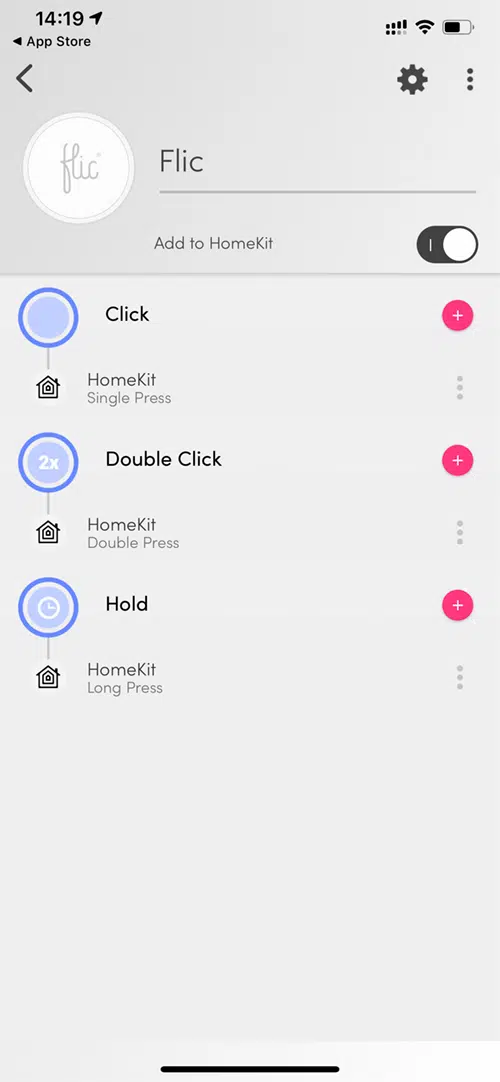 14:19
◀ App Store
flic
Flic
Add to HomeKit
Click
HomeKit
Single Press
2x
Double Click
HomeKit
Double Press
Hold
HomeKit
Long Press